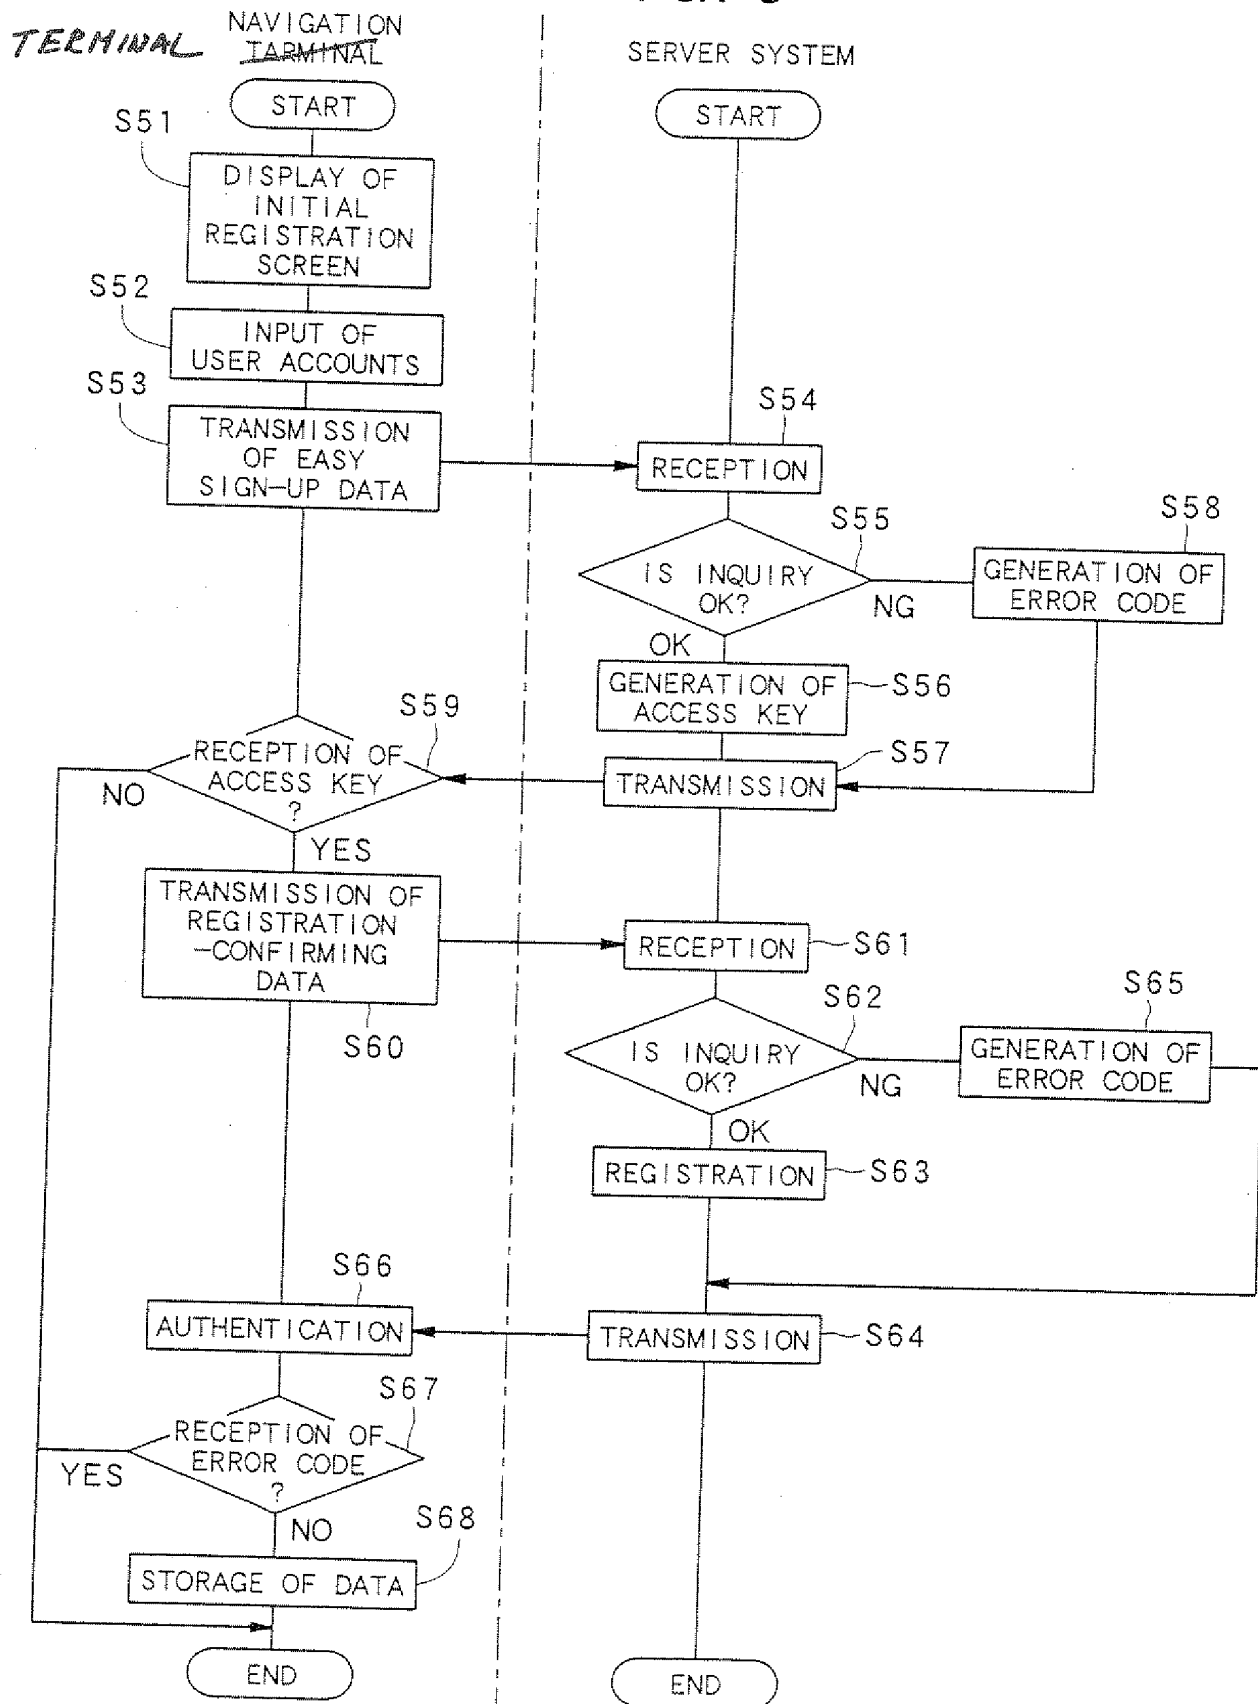 TERMINAL
NAVIGATION
TARMINAL
SERVER SYSTEM
START
START
S51
DISPLAY OF
INITIAL
REGISTRATION
SCREEN
S52
INPUT OF
USER ACCOUNTS
S53
TRANSMISSION
OF EASY
SIGN-UP DATA
S54
RECEPTION
S55
IS INQUIRY
OK?
NG
S58
GENERATION OF
ERROR CODE
OK
GENERATION OF
ACCESS KEY
S56
S59
RECEPTION OF
ACCESS KEY
?
NO
YES
S57
TRANSMISSION
TRANSMISSION OF
REGISTRATION
-CONFIRMING
DATA
S60
RECEPTION
S61
S62
IS INQUIRY
OK?
NG
S65
GENERATION OF
ERROR CODE
OK
REGISTRATION
S63
S66
AUTHENTICATION
TRANSMISSION
S64
S67
RECEPTION OF
ERROR CODE
?
YES
NO
S68
STORAGE OF DATA
END
END